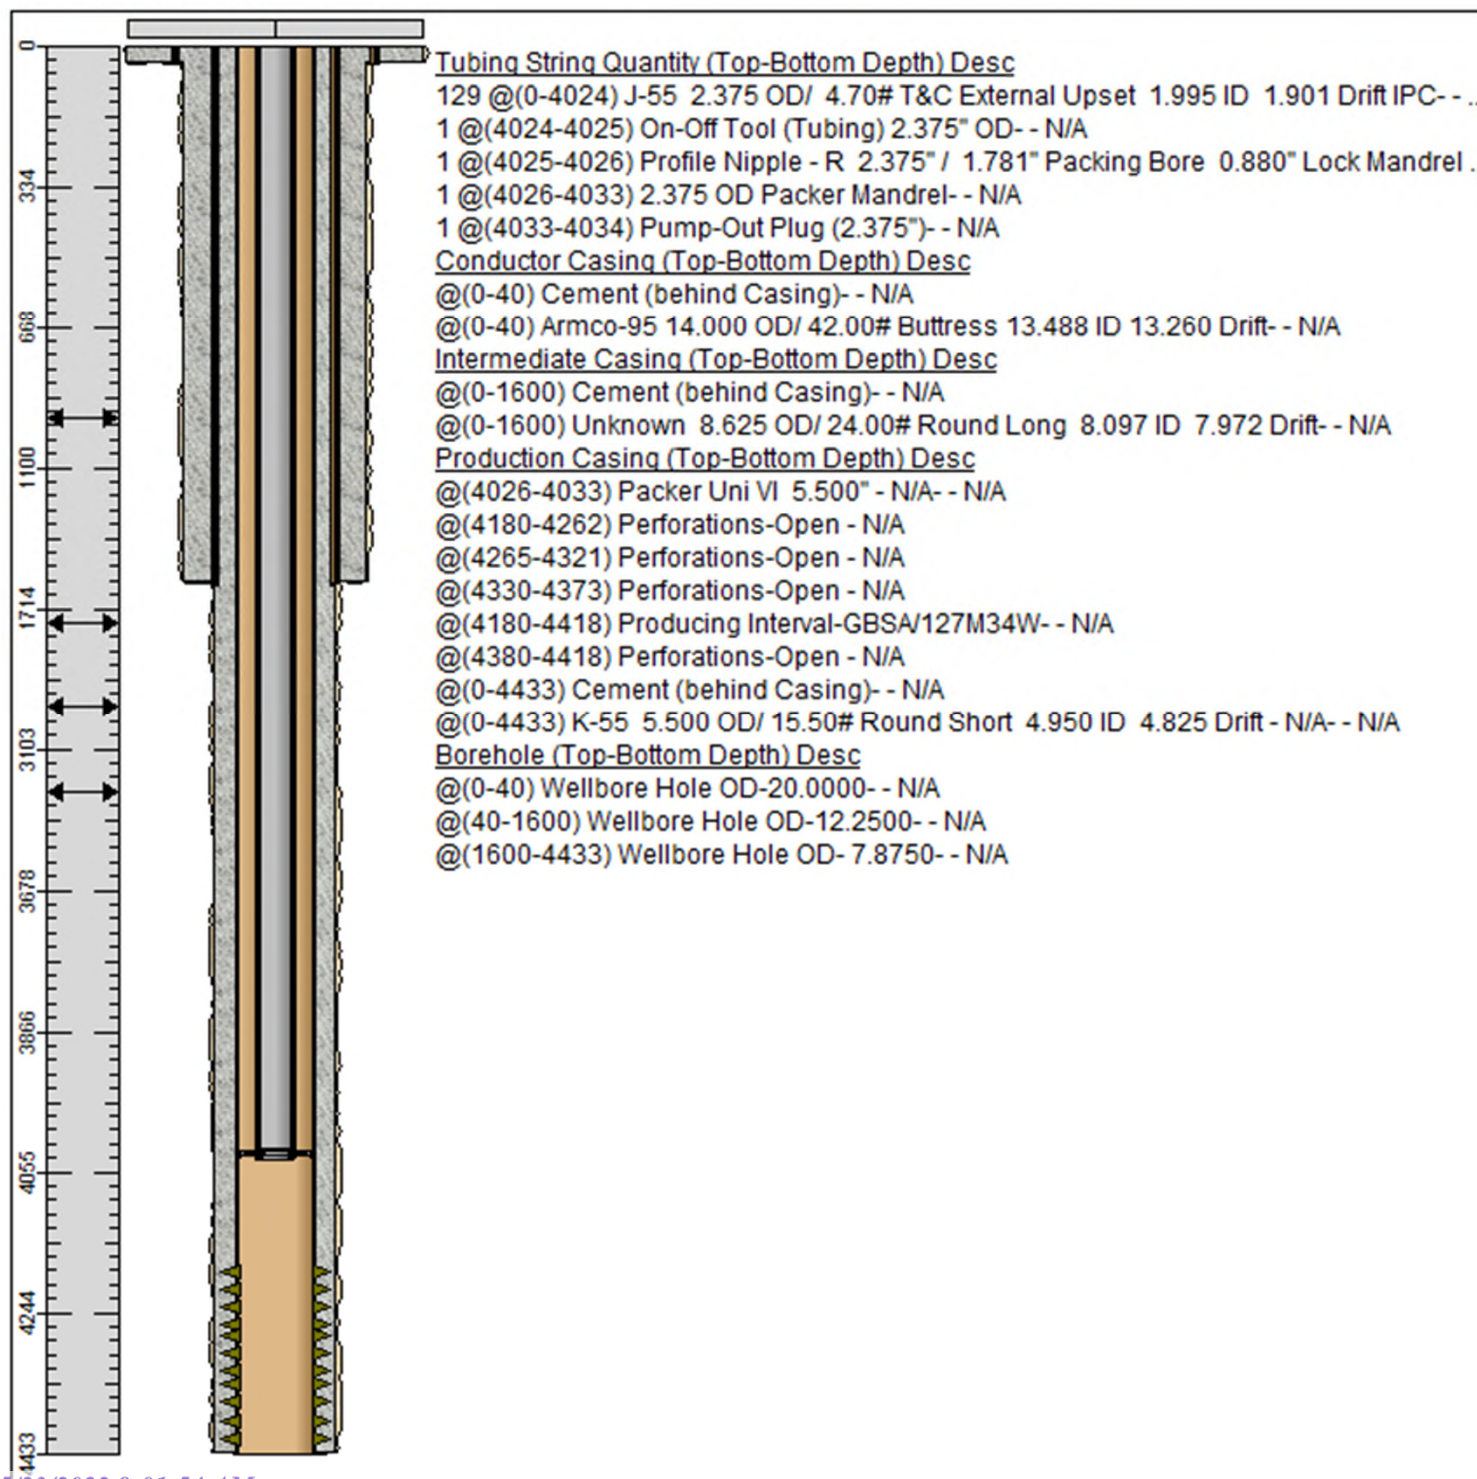 Tubing String Quantity (Top-Bottom Depth) Desc
129 @(0-4024) J-55 2.375 OD/ 4.70# T&C External Upset 1.995 ID 1.901 Drift IPC- - ..
1 @(4024-4025) On-Off Tool (Tubing) 2.375" OD- - N/A
1 @(4025-4026) Profile Nipple - R 2.375" / 1.781" Packing Bore 0.880" Lock Mandrel .
1 @(4026-4033) 2.375 OD Packer Mandrel- - N/A
1 @(4033-4034) Pump-Out Plug (2.375")- - N/A
Conductor Casing (Top-Bottom Depth) Desc
@(0-40) Cement (behind Casing)- - N/A
@(0-40) Armco-95 14.000 OD/ 42.00# Buttress 13.488 ID 13.260 Drift- - N/A
Intermediate Casing (Top-Bottom Depth) Desc
@(0-1600) Cement (behind Casing)- - N/A
@(0-1600) Unknown 8.625 OD/ 24.00# Round Long 8.097 ID 7.972 Drift- - N/A
Production Casing (Top-Bottom Depth) Desc
@(4026-4033) Packer Uni VI 5.500" - N/A- - N/A
@(4180-4262) Perforations-Open - N/A
@(4265-4321) Perforations-Open - N/A
@(4330-4373) Perforations-Open - N/A
@(4180-4418) Producing Interval-GBSA/127M34W- - N/A
@(4380-4418) Perforations-Open - N/A
@(0-4433) Cement (behind Casing)- - N/A
@(0-4433) K-55 5.500 OD/ 15.50# Round Short 4.950 ID 4.825 Drift - N/A- - N/A
Borehole (Top-Bottom Depth) Desc
@(0-40) Wellbore Hole OD-20.0000- - N/A
@(40-1600) Wellbore Hole OD-12.2500- - N/A
@(1600-4433) Wellbore Hole OD- 7.8750- - N/A
0
334
668
1100
1714
3103
3678
3866
4055
4244
4433